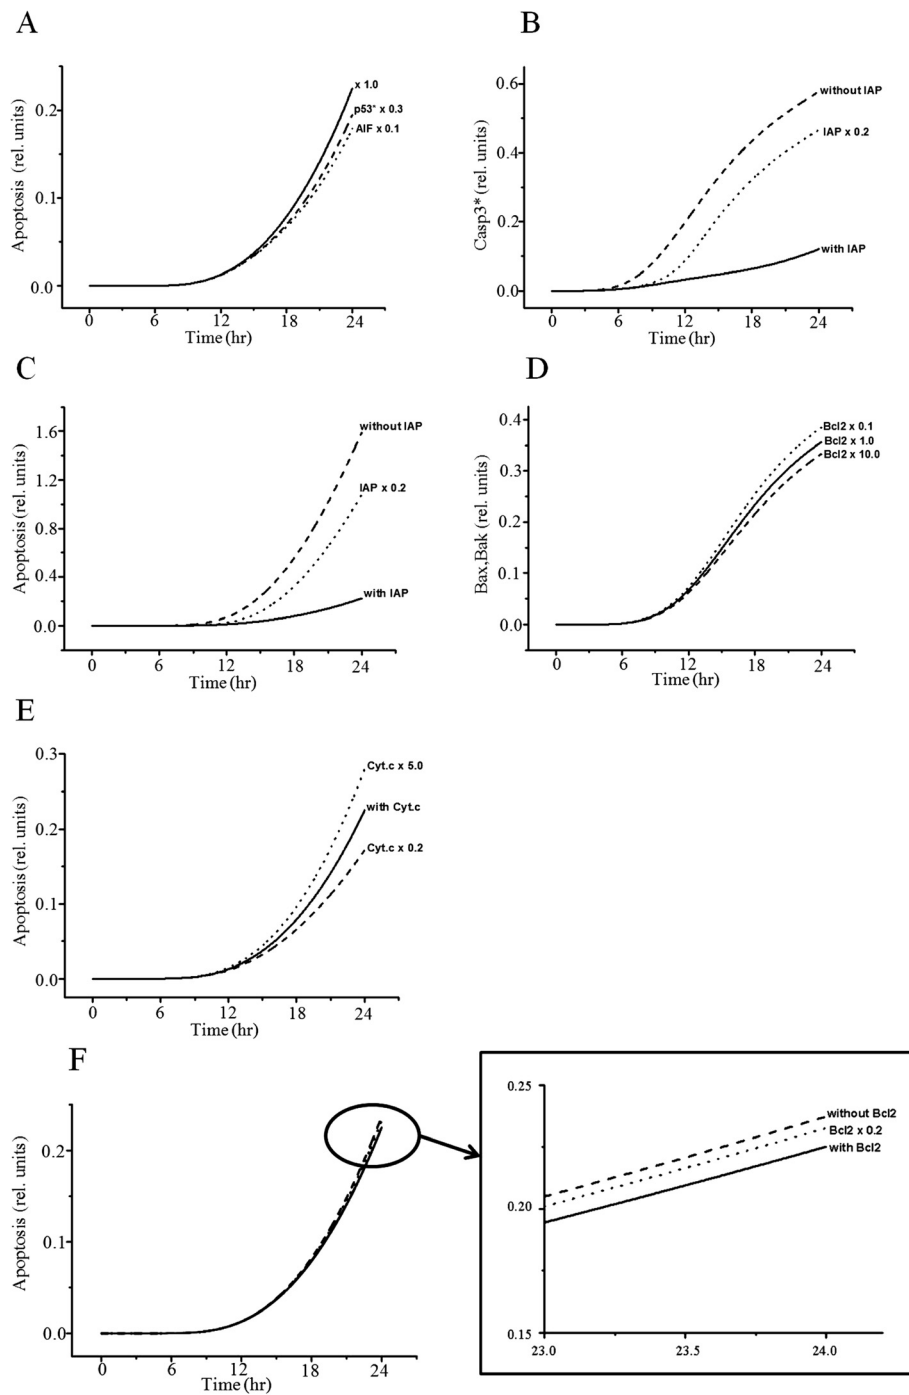 A
Apoptosis (rel. units)
0.2
0.1
0.0
x 1.0
p53* x 0.3
AIF x 0.1
0 6 12 18 24
Time (hr)
B
Casp3* (rel. units)
0.6
0.4
0.2
0.0
without IAP
IAP x 0.2
with IAP
0 6 12 18 24
Time (hr)
C
Apoptosis (rel. units)
1.6
1.2
0.8
0.4
0.0
without IAP
IAP x 0.2
with IAP
0 6 12 18 24
Time (hr)
D
Bax,Bak (rel. units)
0.4
0.3
0.2
0.1
0.0
Bcl2 x 0.1
Bcl2 x 1.0
Bcl2 x 10.0
0 6 12 18 24
Time (hr)
E
Apoptosis (rel. units)
0.3
0.2
0.1
0.0
Cyt.c x 5.0
with Cyt.c
Cyt.c x 0.2
0 6 12 18 24
Time (hr)
F
Apoptosis (rel. units)
0.2
0.1
0.0
0 6 12 18 24
Time (hr)
0.25
0.20
0.15
without Bcl2
Bcl2 x 0.2
with Bcl2
23.0 23.5 24.0